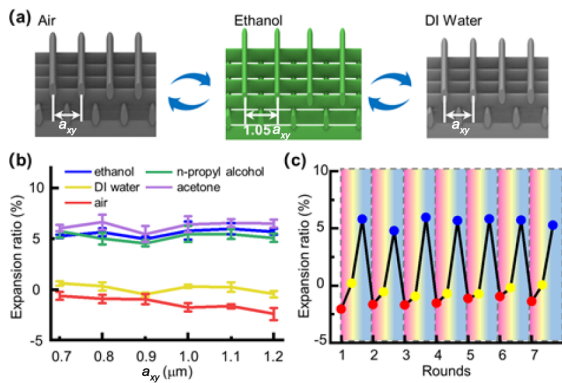 (a) Air Ethanol DI Water
a_xy 1.05a_xy a_xy
(b)
ethanol n-propyl alcohol
DI water acetone
air
Expansion ratio (%)
10
5
0
-5
0.7 0.8 0.9 1.0 1.1 1.2
a_xy (μm)
(c)
Expansion ratio (%)
10
5
0
-5
1 2 3 4 5 6 7
Rounds